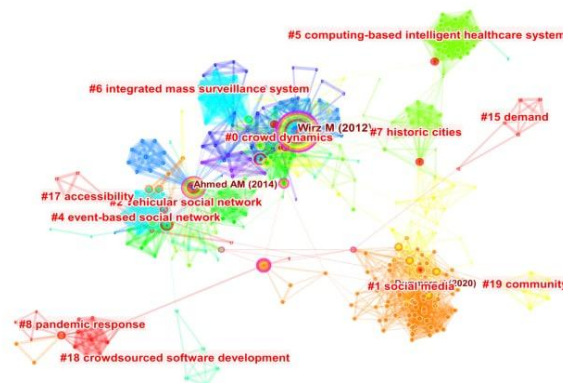 #5 computing-based intelligent healthcare system
#6 integrated mass surveillance system
#15 demand
Wirz M (2012)
#7 historic cities
#0 crowd dynamics
Ahmed AM (2014)
#17 accessibility
#2 vehicular social network
#4 event-based social network
(2020)
#1 social media
#19 community
#8 pandemic response
#18 crowdsourced software development